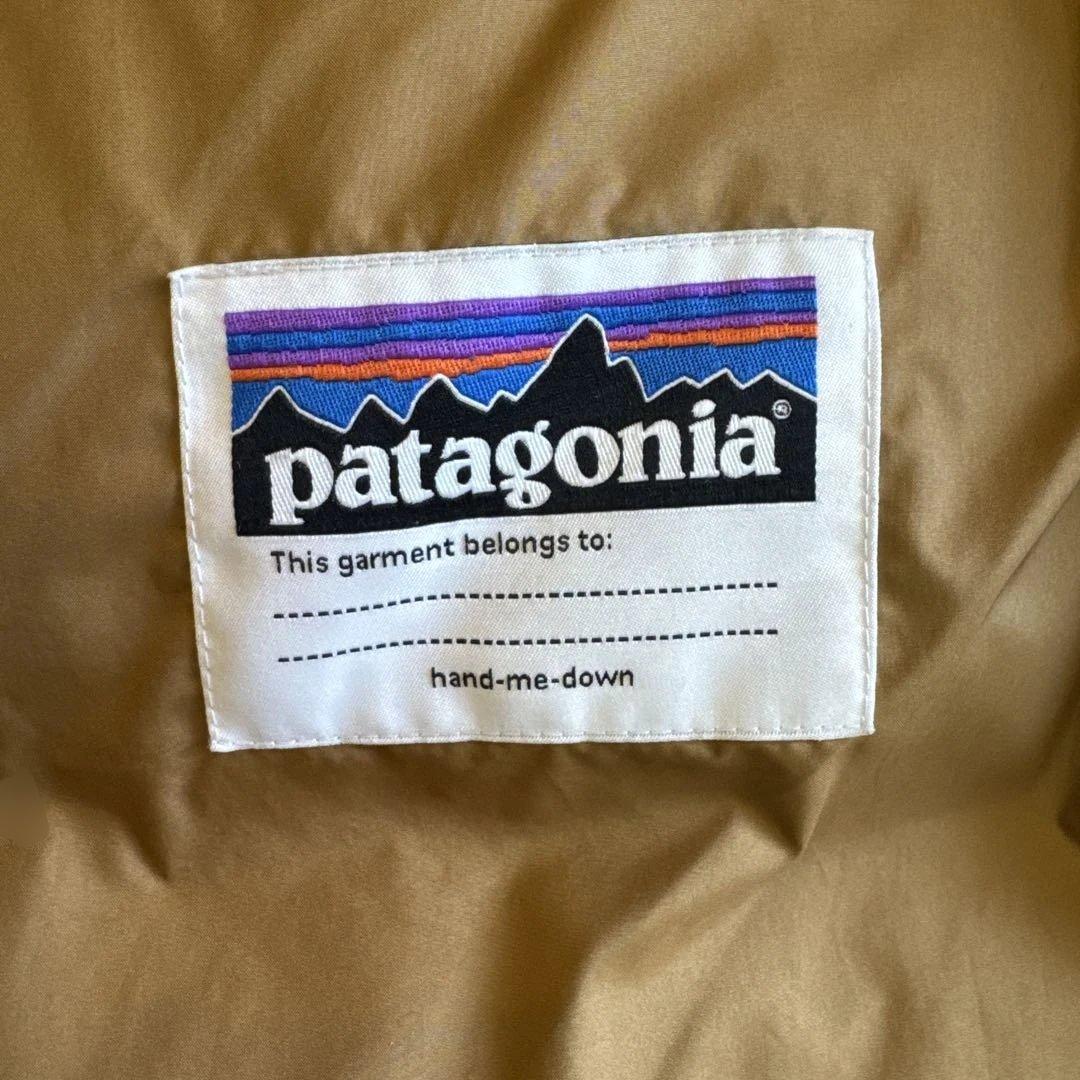 patagonia®
This garment belongs to:
hand-me-down